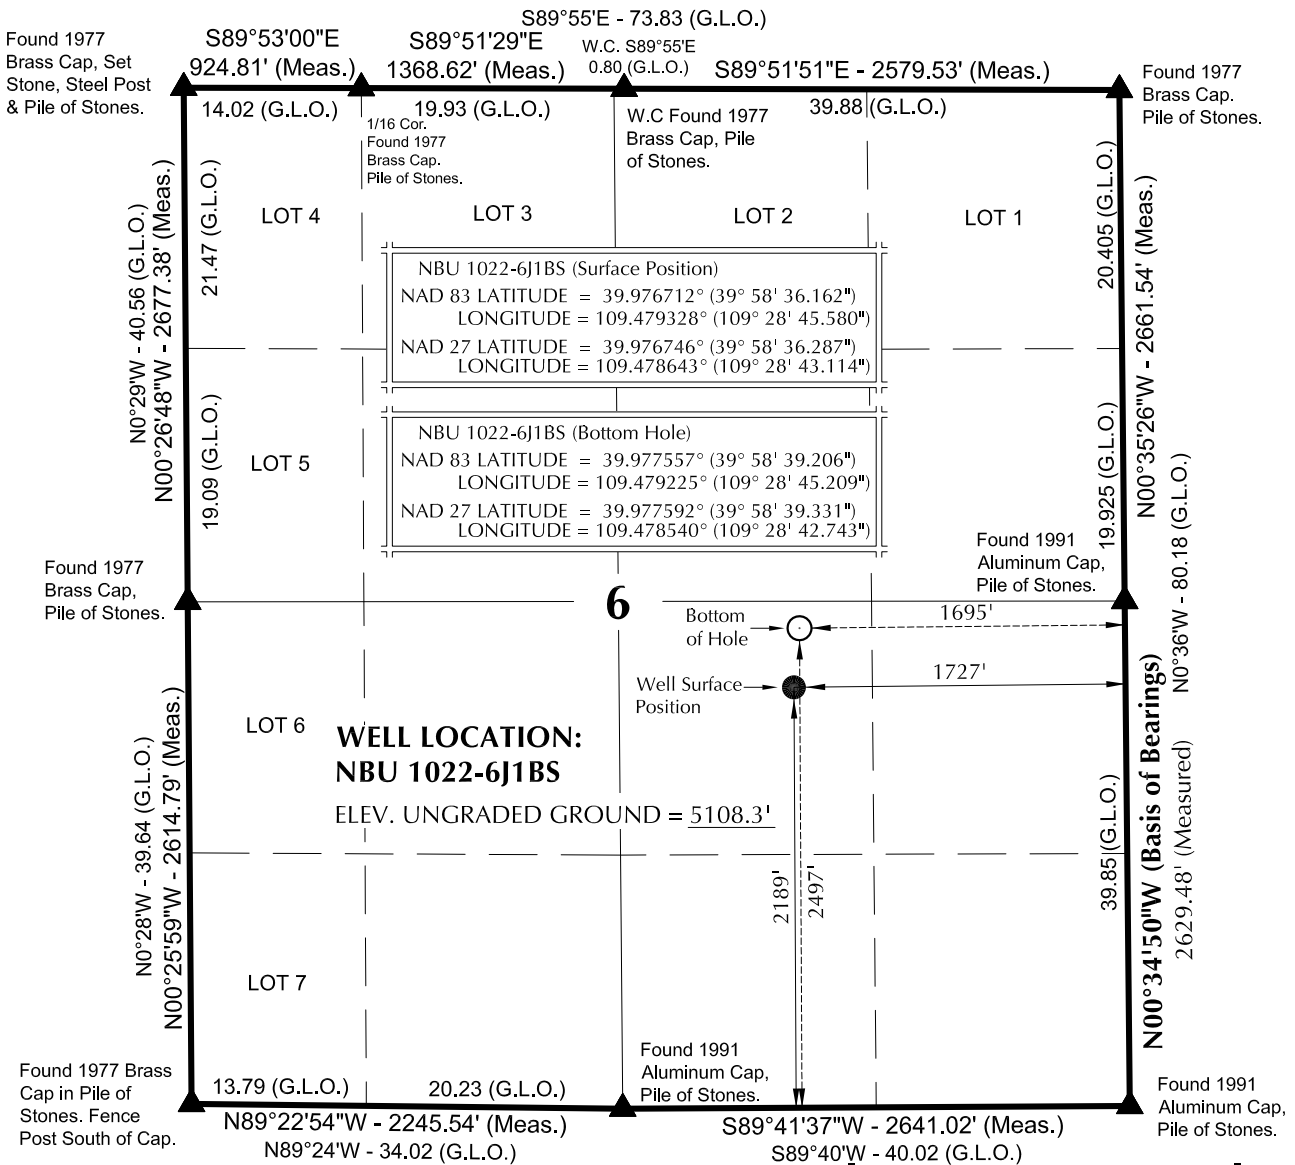 S89°55'E - 73.83 (G.L.O.)
Found 1977
Brass Cap, Set
Stone, Steel Post
& Pile of Stones.
S89°53'00"E
924.81' (Meas.)
14.02 (G.L.O.)
S89°51'29"E
1368.62' (Meas.)
19.93 (G.L.O.)
W.C. S89°55'E
0.80 (G.L.O.)
S89°51'51"E - 2579.53' (Meas.)
39.88 (G.L.O.)
Found 1977
Brass Cap.
Pile of Stones.
1/16 Cor.
Found 1977
Brass Cap.
Pile of Stones.
W.C Found 1977
Brass Cap, Pile
of Stones.
N0°29'W - 40.56 (G.L.O.)
N00°26'48"W - 2677.38' (Meas.)
21.47 (G.L.O.)
19.09 (G.L.O.)
LOT 4
LOT 3
LOT 2
LOT 1
20.405 (G.L.O.)
N00°35'26"W - 2661.54' (Meas.)
NBU 1022-6J1BS (Surface Position)
NAD 83 LATITUDE = 39.976712° (39° 58' 36.162")
LONGITUDE = 109.479328° (109° 28' 45.580")
NAD 27 LATITUDE = 39.976746° (39° 58' 36.287")
LONGITUDE = 109.478643° (109° 28' 43.114")
NBU 1022-6J1BS (Bottom Hole)
NAD 83 LATITUDE = 39.977557° (39° 58' 39.206")
LONGITUDE = 109.479225° (109° 28' 45.209")
NAD 27 LATITUDE = 39.977592° (39° 58' 39.331")
LONGITUDE = 109.478540° (109° 28' 42.743")
LOT 5
19.925 (G.L.O.)
N0°36'W - 80.18 (G.L.O.)
Found 1991
Aluminum Cap,
Pile of Stones.
Found 1977
Brass Cap,
Pile of Stones.
6
Bottom
of Hole
1695'
Well Surface
Position
1727'
LOT 6
WELL LOCATION:
NBU 1022-6J1BS
ELEV. UNGRADED GROUND = 5108.3'
N0°28'W - 39.64 (G.L.O.)
N00°25'59"W - 2614.79' (Meas.)
2189'
2497'
39.85 (G.L.O.)
N00°34'50"W (Basis of Bearings)
2629.48' (Measured)
LOT 7
Found 1977 Brass
Cap in Pile of
Stones. Fence
Post South of Cap.
13.79 (G.L.O.)
20.23 (G.L.O.)
N89°22'54"W - 2245.54' (Meas.)
N89°24'W - 34.02 (G.L.O.)
Found 1991
Aluminum Cap,
Pile of Stones.
S89°41'37"W - 2641.02' (Meas.)
S89°40'W - 40.02 (G.L.O.)
Found 1991
Aluminum Cap,
Pile of Stones.